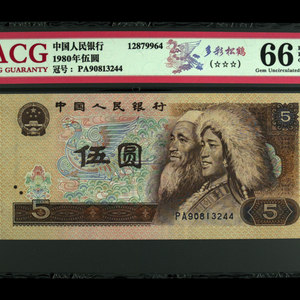 ACG
GUARANTY
中国人民银行 12879964
1980年伍圆
冠号：PA90813244
多彩松鹤
(☆☆☆)
66
Gem Uncirculated
中国人民银行
5
伍圆
PA90813244
5
5